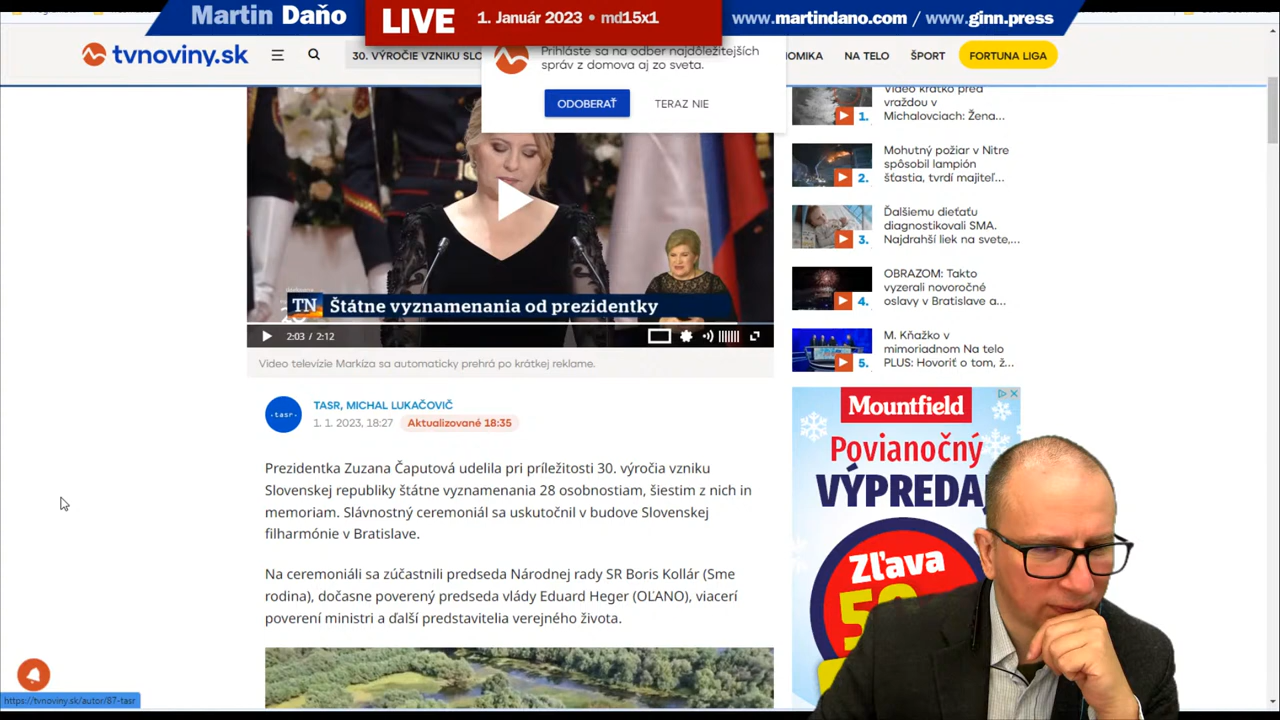 Martin Daňo
LIVE
1. Január 2023 • md15x1
www.martindano.com / www.ginn.press
tvnoviny.sk
30. VÝROČIE VZNIKU SLO
OMIKA
NA TELO
ŠPORT
FORTUNA LIGA
Prihláste sa na odber najdôležitejších
správ z domova aj zo sveta.
ODOBERAŤ
TERAZ NIE
TN
Štátne vyznamenania od prezidentky
2:03 / 2:12
Video televízie Markíza sa automaticky prehrá po krátkej reklame.
.tasr.
TASR, MICHAL LUKAČOVIČ
1. 1. 2023, 18:27
Aktualizované 18:35
Prezidentka Zuzana Čaputová udelila pri príležitosti 30. výročia vzniku
Slovenskej republiky štátne vyznamenania 28 osobnostiam, šiestim z nich in
memoriam. Slávnostný ceremoniál sa uskutočnil v budove Slovenskej
filharmónie v Bratislave.
Na ceremoniáli sa zúčastnili predseda Národnej rady SR Boris Kollár (Sme
rodina), dočasne poverený predseda vlády Eduard Heger (OĽANO), viacerí
poverení ministri a ďalší predstavitelia verejného života.
Video krátko pred
vraždou v
Michalovciach: Žena...
1.
Mohutný požiar v Nitre
spôsobil lampión
šťastia, tvrdí majiteľ...
2.
Ďalšiemu dieťaťu
diagnostikovali SMA.
Najdrahší liek na svete,...
3.
OBRAZOM: Takto
vyzerali novoročné
oslavy v Bratislave a...
4.
M. Kňažko v
mimoriadnom Na telo
PLUS: Hovoriť o tom, ž...
5.
Mountfield
Povianočný
VÝPREDAJ
Zľava
https://tvnoviny.sk/autor/87-tasr